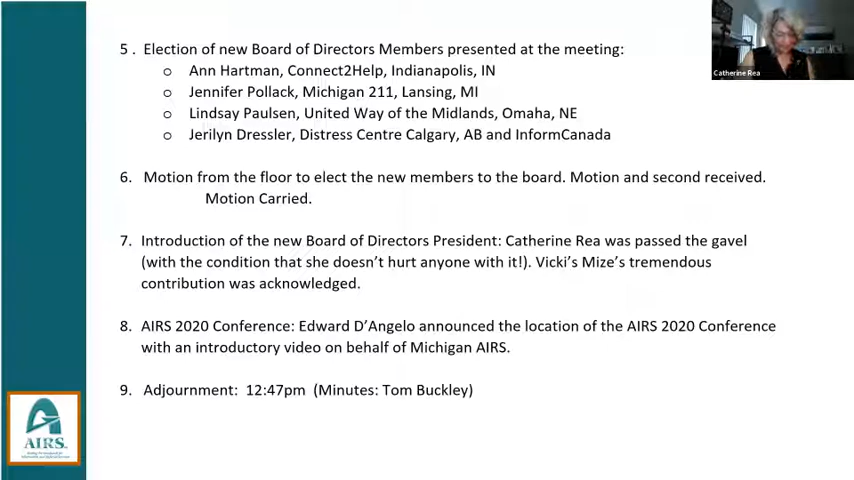 Catherine Rea
5 . Election of new Board of Directors Members presented at the meeting:
o Ann Hartman, Connect2Help, Indianapolis, IN
o Jennifer Pollack, Michigan 211, Lansing, MI
o Lindsay Paulsen, United Way of the Midlands, Omaha, NE
o Jerilyn Dressler, Distress Centre Calgary, AB and InformCanada
6. Motion from the floor to elect the new members to the board. Motion and second received.
Motion Carried.
7. Introduction of the new Board of Directors President: Catherine Rea was passed the gavel
(with the condition that she doesn’t hurt anyone with it!). Vicki’s Mize’s tremendous
contribution was acknowledged.
8. AIRS 2020 Conference: Edward D’Angelo announced the location of the AIRS 2020 Conference
with an introductory video on behalf of Michigan AIRS.
9. Adjournment: 12:47pm (Minutes: Tom Buckley)
AIRS